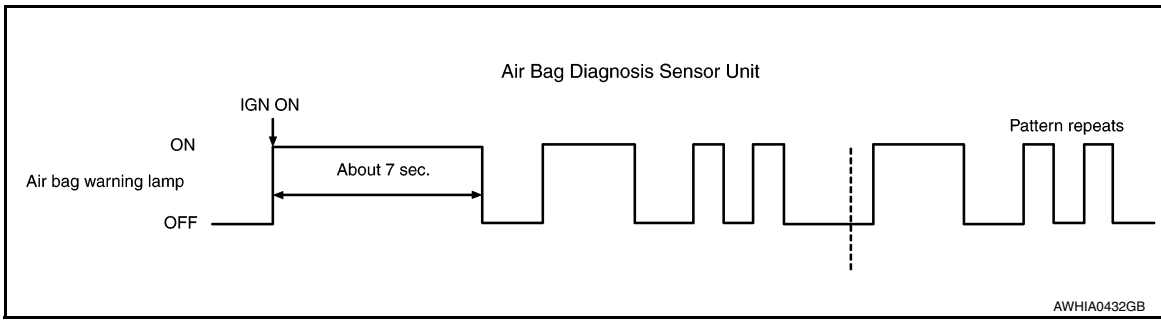 Air Bag Diagnosis Sensor Unit
IGN ON
Pattern repeats
ON
About 7 sec.
Air bag warning lamp
OFF
AWHIA0432GB